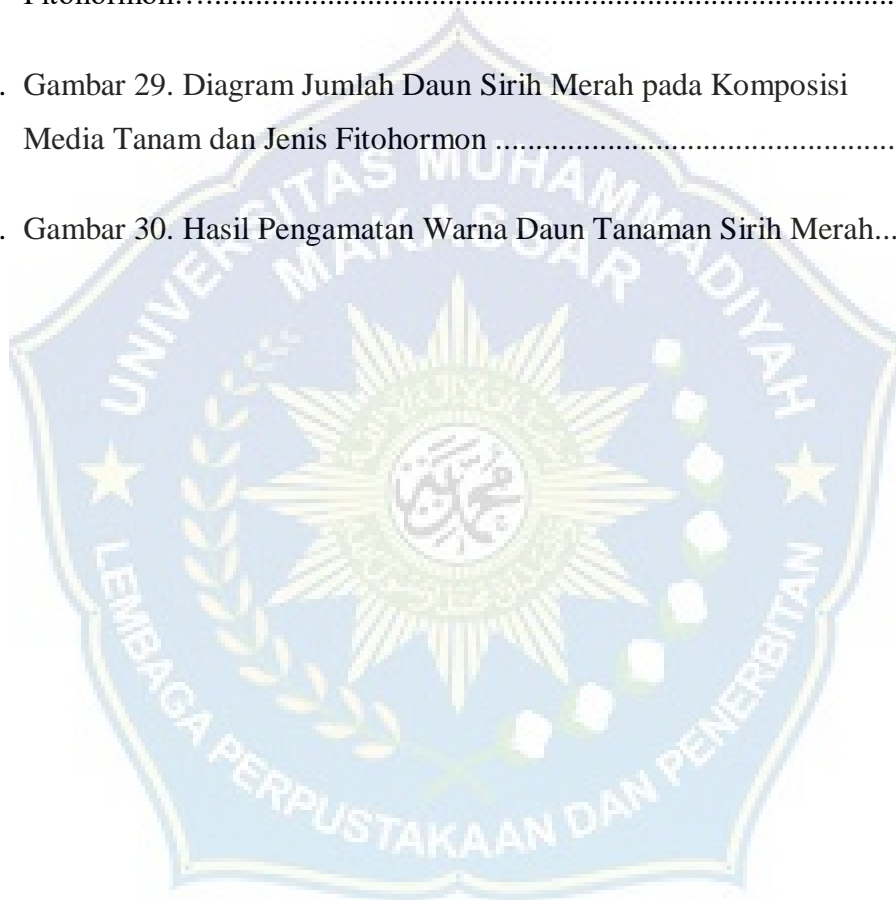 Fitohormon…..........................................................................................
. Gambar 29. Diagram Jumlah Daun Sirih Merah pada Komposisi
Media Tanam dan Jenis Fitohormon ..................................................
. Gambar 30. Hasil Pengamatan Warna Daun Tanaman Sirih Merah...
UNIVERSITAS MUHAMMADIYAH
MAKASSAR
LEMBAGA PERPUSTAKAAN DAN PENERBITAN